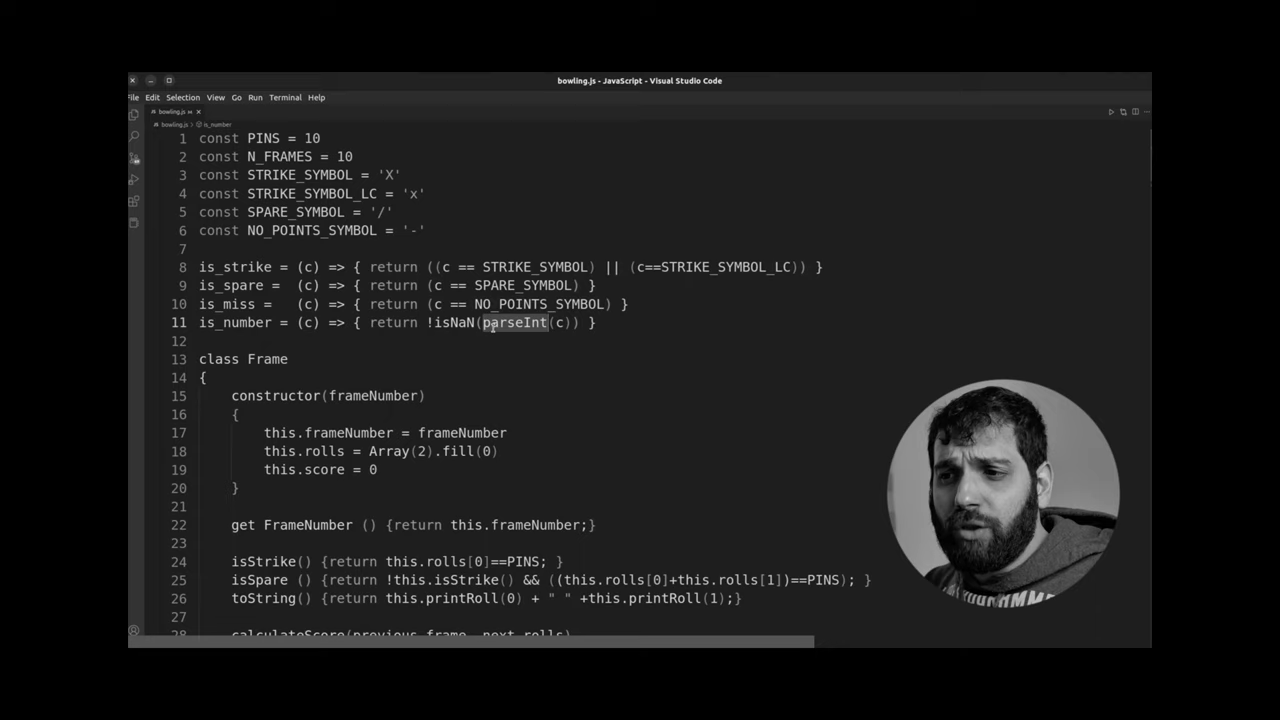 bowling.js - JavaScript - Visual Studio Code
File Edit Selection View Go Run Terminal Help
bowling.js M
bowling.js > is_number
1 const PINS = 10
2 const N_FRAMES = 10
3 const STRIKE_SYMBOL = 'X'
4 const STRIKE_SYMBOL_LC = 'x'
5 const SPARE_SYMBOL = '/'
6 const NO_POINTS_SYMBOL = '-'
7
8 is_strike = (c) => { return ((c == STRIKE_SYMBOL) || (c==STRIKE_SYMBOL_LC)) }
9 is_spare =  (c) => { return (c == SPARE_SYMBOL) }
10 is_miss =   (c) => { return (c == NO_POINTS_SYMBOL) }
11 is_number = (c) => { return !isNaN(parseInt(c)) }
12
13 class Frame
14 {
15     constructor(frameNumber)
16     {
17         this.frameNumber = frameNumber
18         this.rolls = Array(2).fill(0)
19         this.score = 0
20     }
21
22     get FrameNumber () {return this.frameNumber;}
23
24     isStrike() {return this.rolls[0]==PINS; }
25     isSpare () {return !this.isStrike() && ((this.rolls[0]+this.rolls[1])==PINS); }
26     toString() {return this.printRoll(0) + " " +this.printRoll(1);}
27
28     calculateScore(previous_frame, next_rolls)